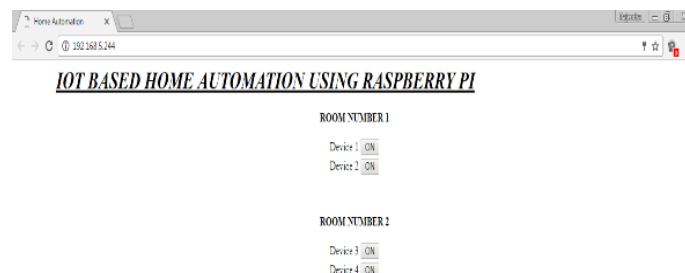 Home Automation
192.168.5.244
IOT BASED HOME AUTOMATION USING RASPBERRY PI
ROOM NUMBER 1
Device 1 ON
Device 2 ON
ROOM NUMBER 2
Device 3 ON
Device 4 ON